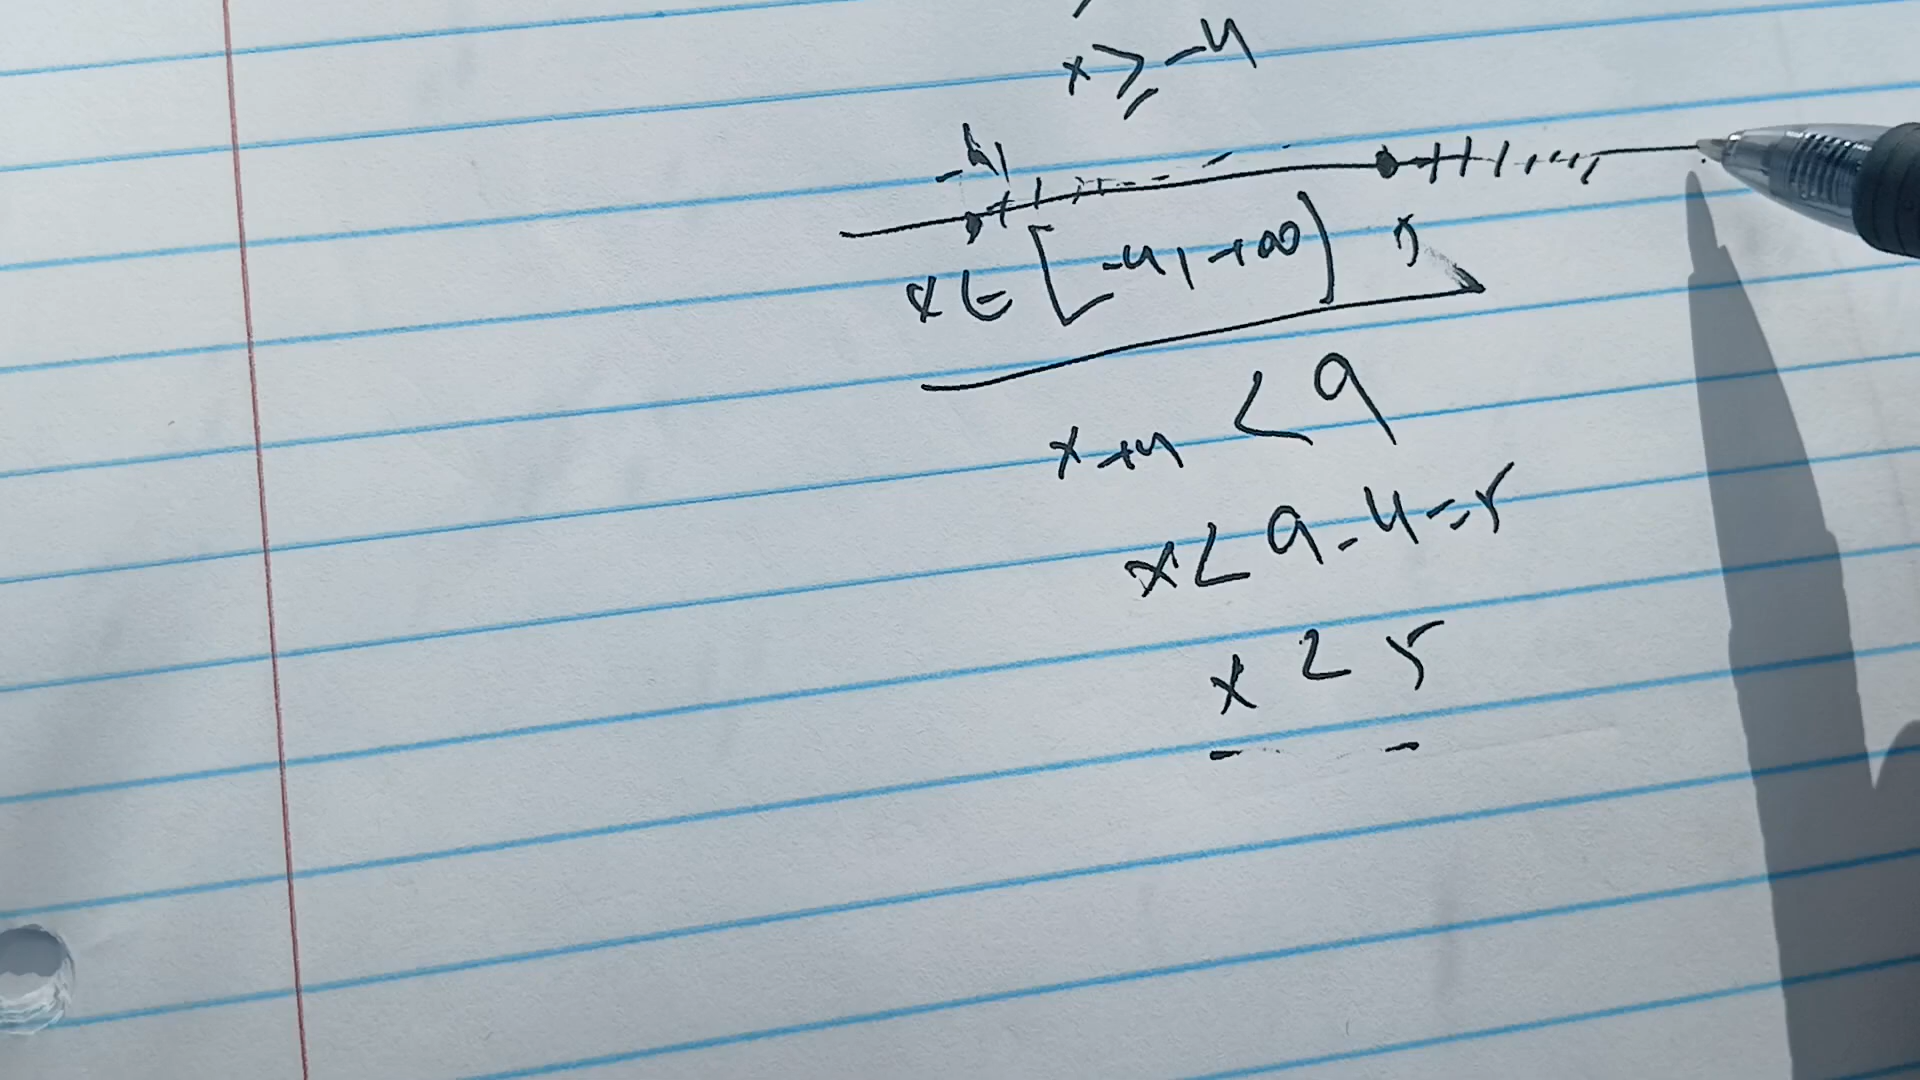 x ≥ -4
-4
x ∈ [-4, +∞)
x+4 < 9
x < 9-4=5
x < 5